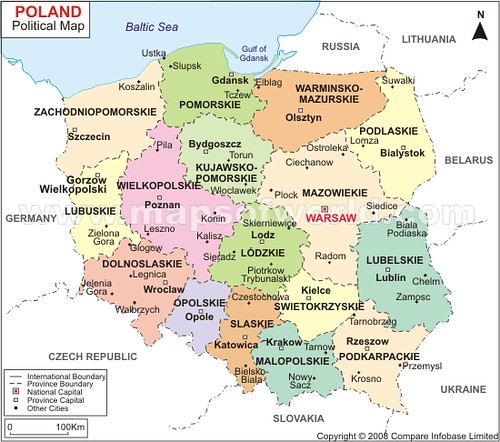 POLAND
Political Map
Baltic Sea
N
RUSSIA
LITHUANIA
Gulf of
Gdansk
Ustka
Slupsk
Koszalin
Gdansk
Tczew
Elblag
POMORSKIE
WARMINSKO-
MAZURSKIE
Olsztyn
Suwalki
ZACHODNIOPOMORSKIE
Szczecin
PODLASKIE
Bialystok
Lomza
Ostroleka
Ciechanow
BELARUS
Pila
Bydgoszcz
Torun
KUJAWSKO-
POMORSKIE
Wloclawek
Gorzow
Wielkopolski
LUBUSKIE
WIELKOPOLSKIE
Poznan
Plock
MAZOWIEKIE
WARSAW
Siedice
GERMANY
www.mapsofworld.com
Zielona
Gora
Leszno
Konin
Kalisz
Skierniewice
Lodz
LÓDZKIE
Biala
Podiaska
Glogow
Sieradz
Piotrkow
Trybunalski
Radom
LUBELSKIE
Lublin
Chelm
Zamosc
DOLNOSLASKIE
Legnica
Wroclaw
Jelenia
Gora
Walbrzych
OPOLSKIE
Opole
Czestochowa
Kielce
SWIETOKRZYSKIE
SLASKIE
Katowica
Tarnobrzeg
CZECH REPUBLIC
Krakow
MALOPOLSKIE
Tarnow
Rzeszow
PODKARPACKIE
Przemysl
Bielsko
Biala
Nowy
Sacz
Krosno
UKRAINE
SLOVAKIA
International Boundary
Province Boundary
National Capital
Province Capital
Other Cities
0
100Km
Copyright © 2008 Compare Infobase Limited